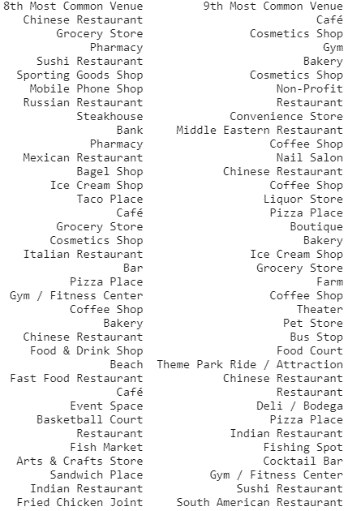 8th Most Common Venue 9th Most Common Venue
Chinese Restaurant Café
Grocery Store Cosmetics Shop
Pharmacy Gym
Sushi Restaurant Bakery
Sporting Goods Shop Cosmetics Shop
Mobile Phone Shop Non-Profit
Russian Restaurant Restaurant
Steakhouse Convenience Store
Bank Middle Eastern Restaurant
Pharmacy Coffee Shop
Mexican Restaurant Nail Salon
Bagel Shop Chinese Restaurant
Ice Cream Shop Coffee Shop
Taco Place Liquor Store
Café Pizza Place
Grocery Store Boutique
Cosmetics Shop Bakery
Italian Restaurant Ice Cream Shop
Bar Grocery Store
Pizza Place Farm
Gym / Fitness Center Coffee Shop
Coffee Shop Theater
Bakery Pet Store
Chinese Restaurant Bus Stop
Food & Drink Shop Food Court
Beach Theme Park Ride / Attraction
Fast Food Restaurant Chinese Restaurant
Café Restaurant
Event Space Deli / Bodega
Basketball Court Pizza Place
Restaurant Indian Restaurant
Fish Market Fishing Spot
Arts & Crafts Store Cocktail Bar
Sandwich Place Gym / Fitness Center
Indian Restaurant Sushi Restaurant
Fried Chicken Joint South American Restaurant